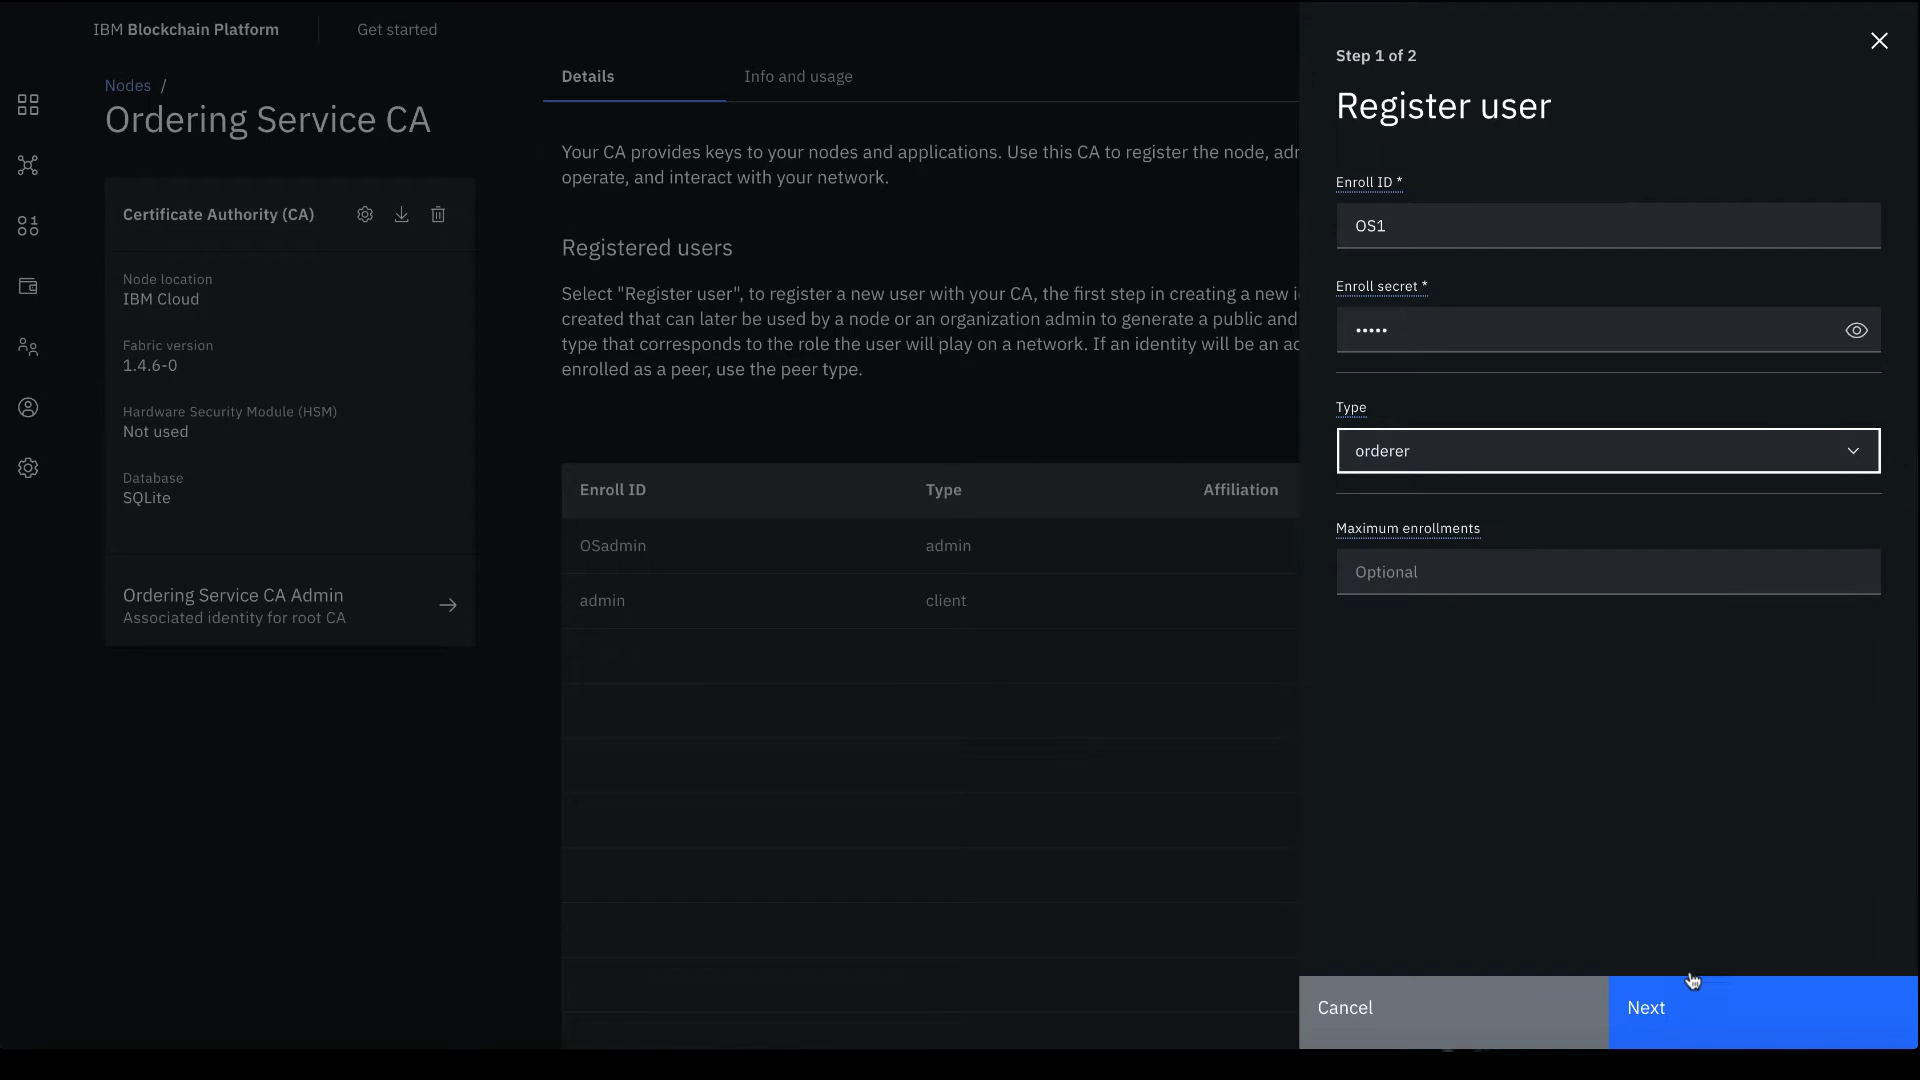 IBM Blockchain Platform
Get started
Nodes /
Ordering Service CA
Certificate Authority (CA)
Node location
IBM Cloud
Fabric version
1.4.6-0
Hardware Security Module (HSM)
Not used
Database
SQLite
Ordering Service CA Admin
Associated identity for root CA
Details
Info and usage
Your CA provides keys to your nodes and applications. Use this CA to register the node, adr
operate, and interact with your network.
Registered users
Select "Register user", to register a new user with your CA, the first step in creating a new i
created that can later be used by a node or an organization admin to generate a public and
type that corresponds to the role the user will play on a network. If an identity will be an ac
enrolled as a peer, use the peer type.
Enroll ID Type Affiliation
OSadmin admin
admin client
Step 1 of 2
Register user
Enroll ID *
OS1
Enroll secret *
•••••
Type
orderer
Maximum enrollments
Optional
Cancel
Next